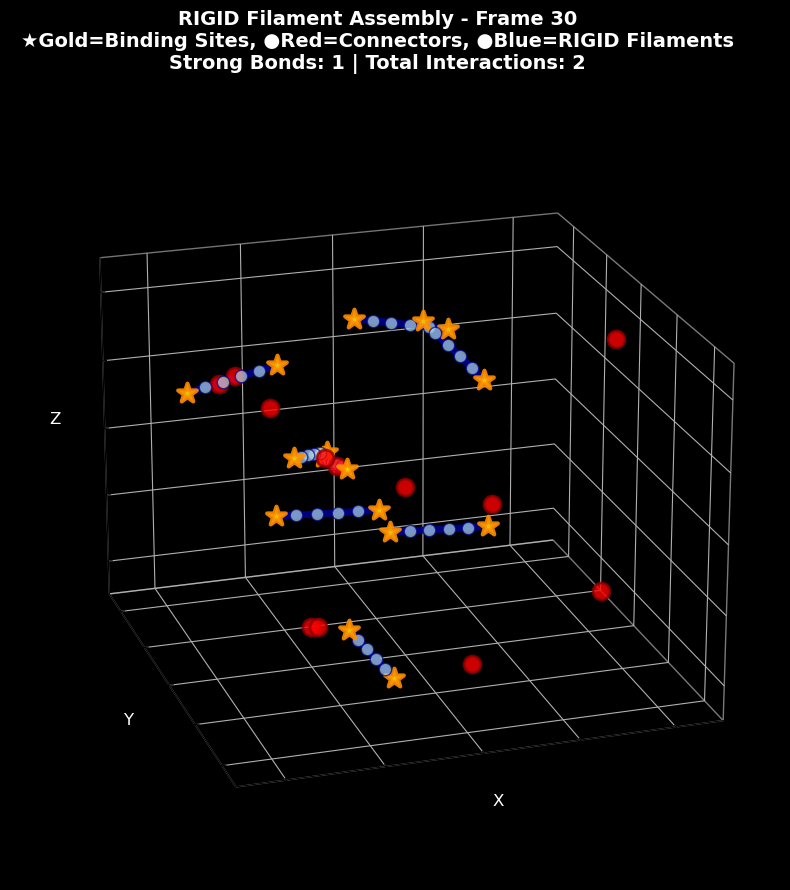 RIGID Filament Assembly - Frame 30
★Gold=Binding Sites, ●Red=Connectors, ●Blue=RIGID Filaments
Strong Bonds: 1 | Total Interactions: 2
Z
Y
X